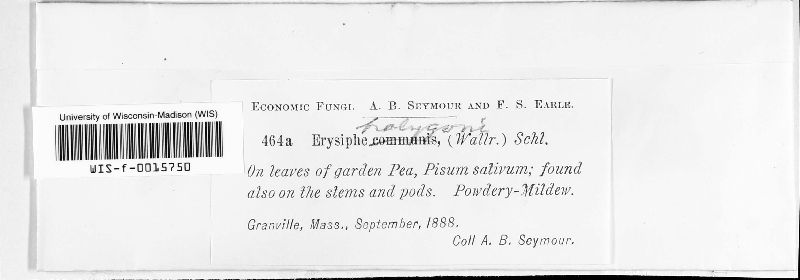 University of Wisconsin-Madison (WIS)
WIS-f-0015750
Economic Fungi. A. B. Seymour and F. S. Earle.
polygoni
464a Erysiphe communis, (Wallr.) Schl.
On leaves of garden Pea, Pisum sativum; found
also on the stems and pods. Powdery-Mildew.
Granville, Mass., September, 1888.
Coll A. B. Seymour.